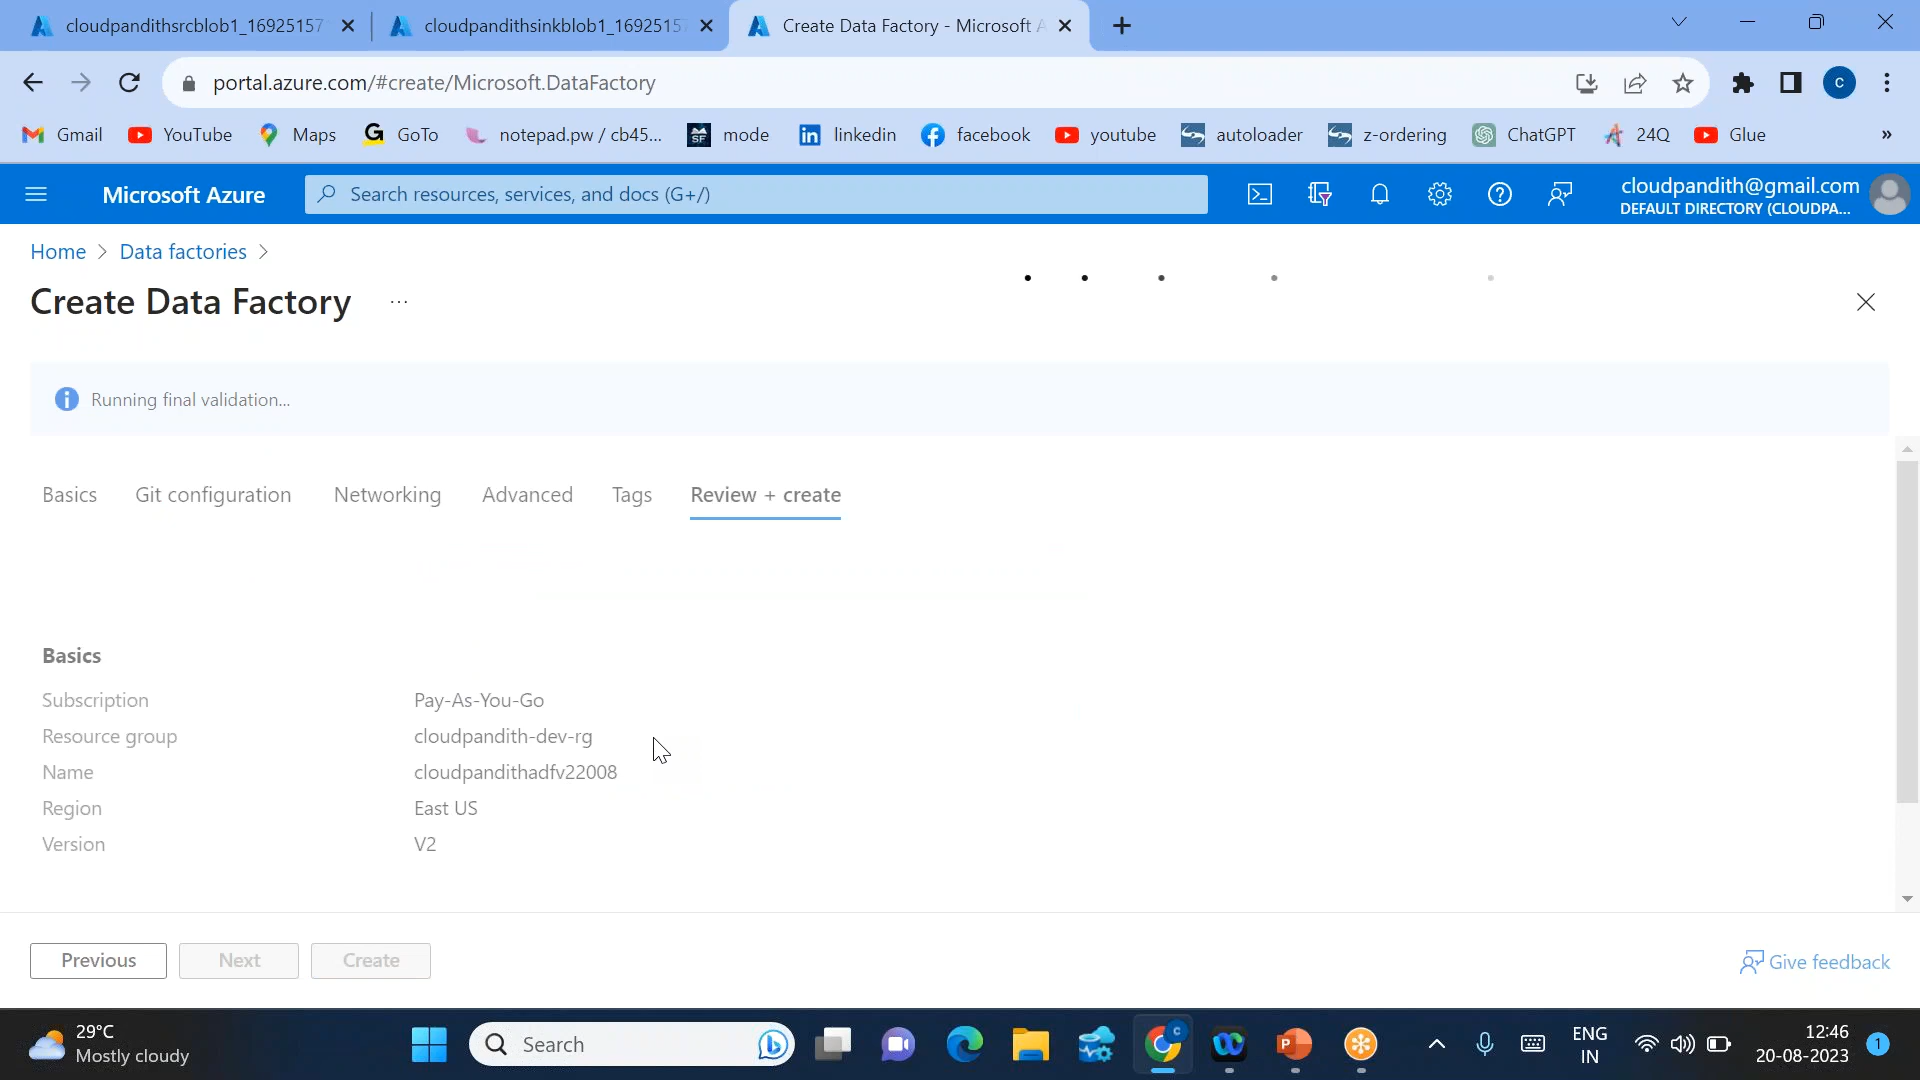 cloudpandithsrcblob1_16925157
cloudpandithsinkblob1_1692515
Create Data Factory - Microsoft A
portal.azure.com/#create/Microsoft.DataFactory
C
Gmail
YouTube
Maps
GoTo
notepad.pw / cb45...
mode
linkedin
facebook
youtube
autoloader
z-ordering
ChatGPT
24Q
Glue
»
Microsoft Azure
Search resources, services, and docs (G+/)
cloudpandith@gmail.com
DEFAULT DIRECTORY (CLOUDPA...
Home > Data factories >
Create Data Factory ...
Running final validation...
Basics
Git configuration
Networking
Advanced
Tags
Review + create
Basics
Subscription Pay-As-You-Go
Resource group cloudpandith-dev-rg
Name cloudpandithadfv22008
Region East US
Version V2
Previous
Next
Create
Give feedback
29°C
Mostly cloudy
Search
ENG
IN
12:46
20-08-2023
1